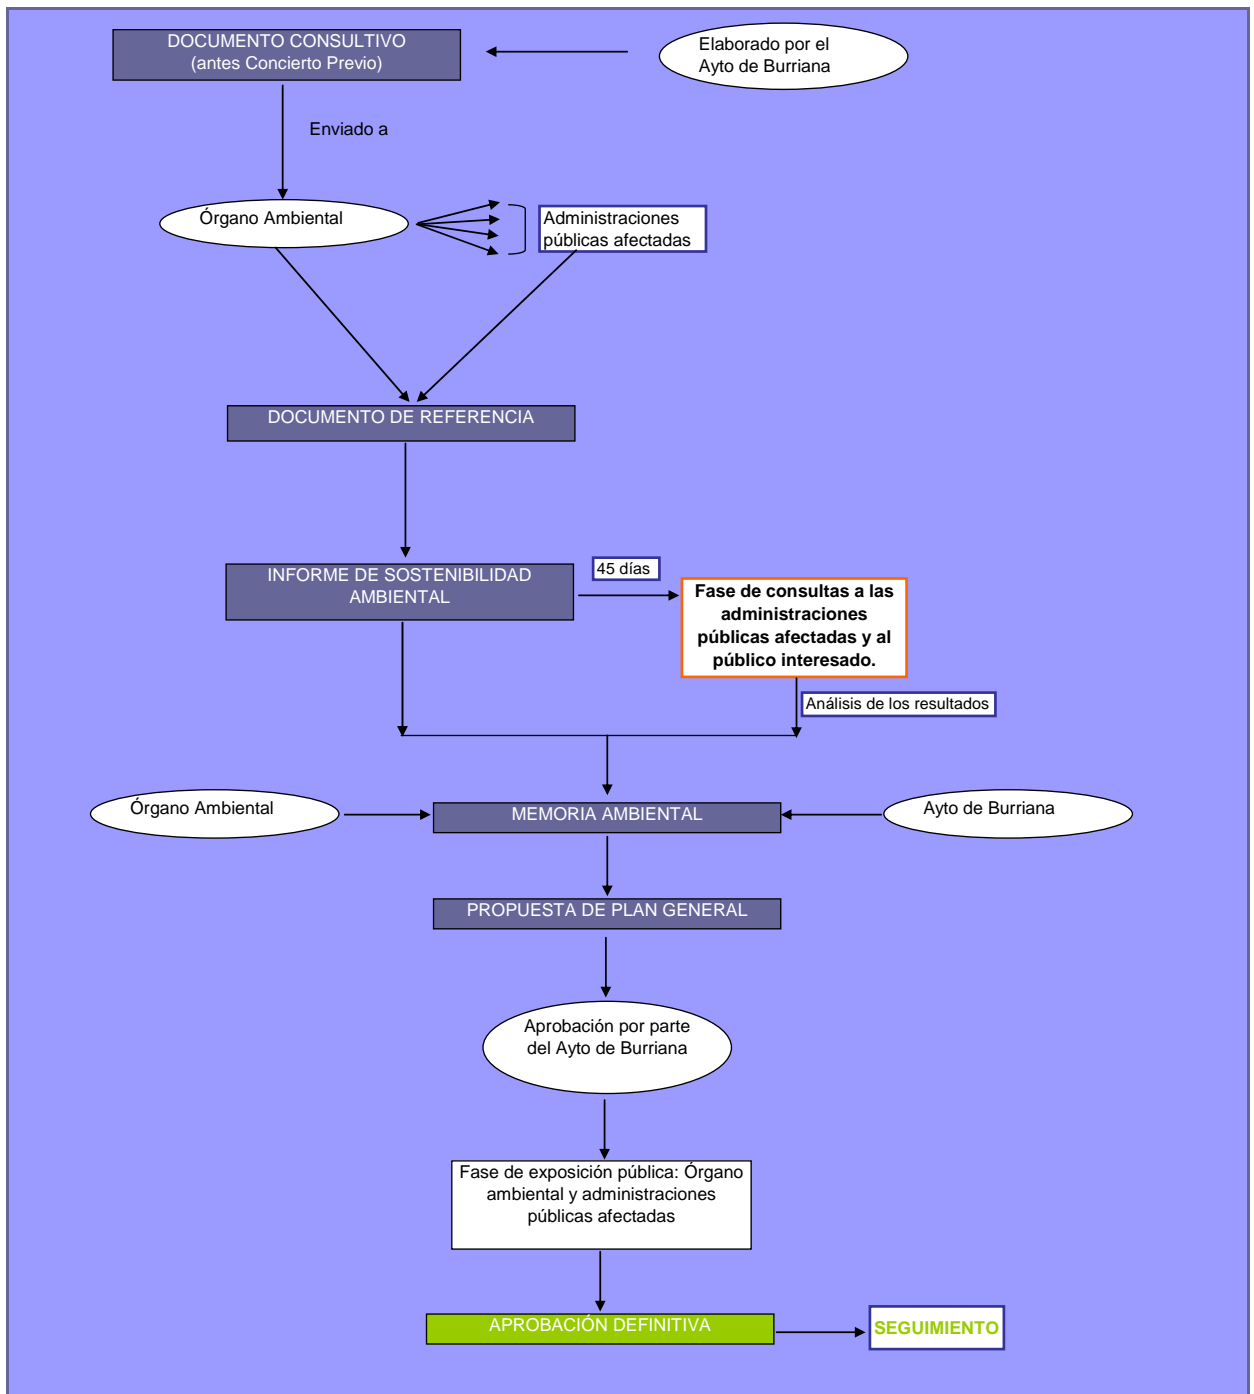 DOCUMENTO CONSULTIVO
(antes Concierto Previo)
Elaborado por el
Ayto de Burriana
Enviado a
Órgano Ambiental
Administraciones
públicas afectadas
DOCUMENTO DE REFERENCIA
INFORME DE SOSTENIBILIDAD
AMBIENTAL
45 días
Fase de consultas a las
administraciones
públicas afectadas y al
público interesado.
Análisis de los resultados
Órgano Ambiental
MEMORIA AMBIENTAL
Ayto de Burriana
PROPUESTA DE PLAN GENERAL
Aprobación por parte
del Ayto de Burriana
Fase de exposición pública: Órgano
ambiental y administraciones
públicas afectadas
APROBACIÓN DEFINITIVA
SEGUIMIENTO